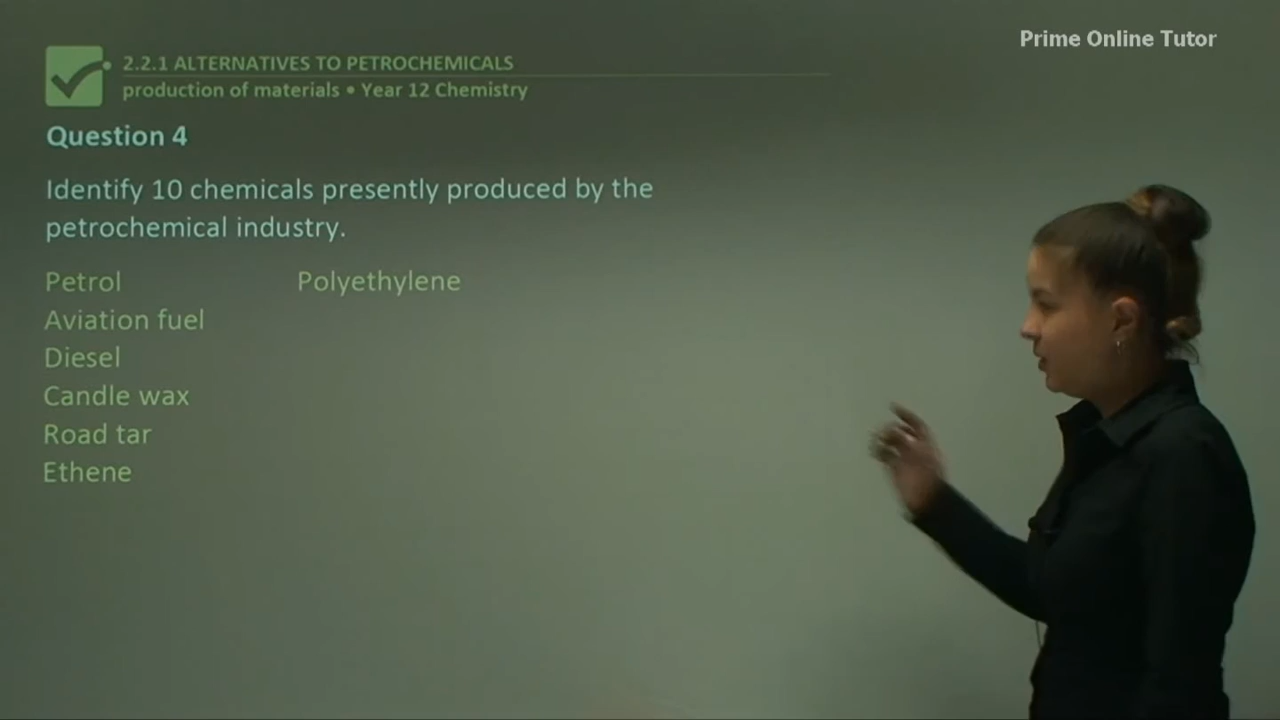 Prime Online Tutor
2.2.1 ALTERNATIVES TO PETROCHEMICALS
production of materials • Year 12 Chemistry
Question 4
Identify 10 chemicals presently produced by the
petrochemical industry.
Petrol
Polyethylene
Aviation fuel
Diesel
Candle wax
Road tar
Ethene